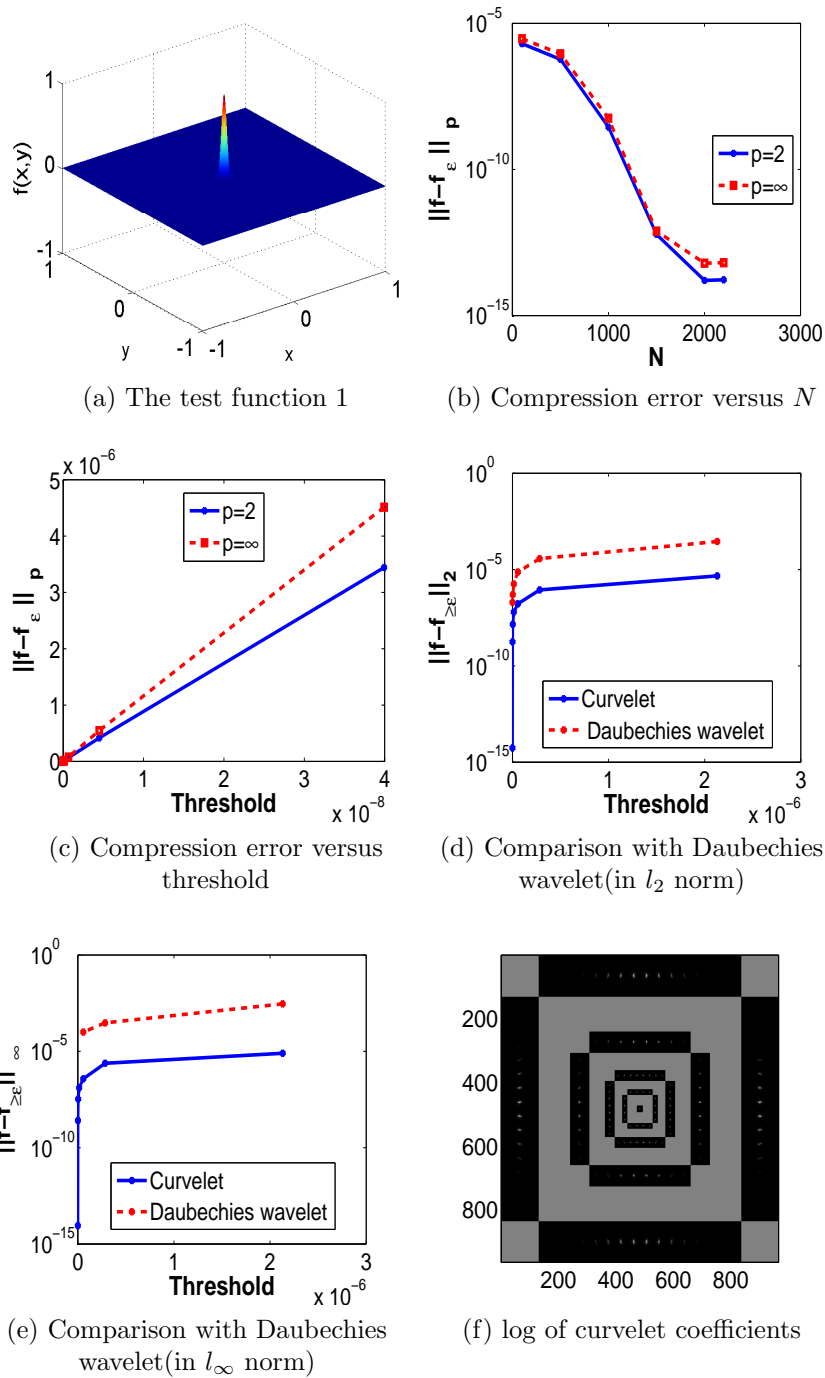 1
0
-1
f(x,y)
1
0
-1
y
-1
0
1
x
(a) The test function 1
10^-5
10^-10
10^-15
||f-f_ε||_p
p=2
p=∞
0
1000
2000
3000
N
(b) Compression error versus N
x 10^-6
5
4
3
2
1
0
||f-f_ε||_p
p=2
p=∞
0
1
2
3
4
Threshold
x 10^-8
(c) Compression error versus
threshold
10^0
10^-5
10^-10
10^-15
||f-f_≥ε||_2
Curvelet
Daubechies wavelet
0
1
2
3
Threshold
x 10^-6
(d) Comparison with Daubechies
wavelet(in l_2 norm)
10^0
10^-5
10^-10
10^-15
||f-f_≥ε||_∞
Curvelet
Daubechies wavelet
0
1
2
3
Threshold
x 10^-6
(e) Comparison with Daubechies
wavelet(in l_∞ norm)
200
400
600
800
200
400
600
800
(f) log of curvelet coefficients